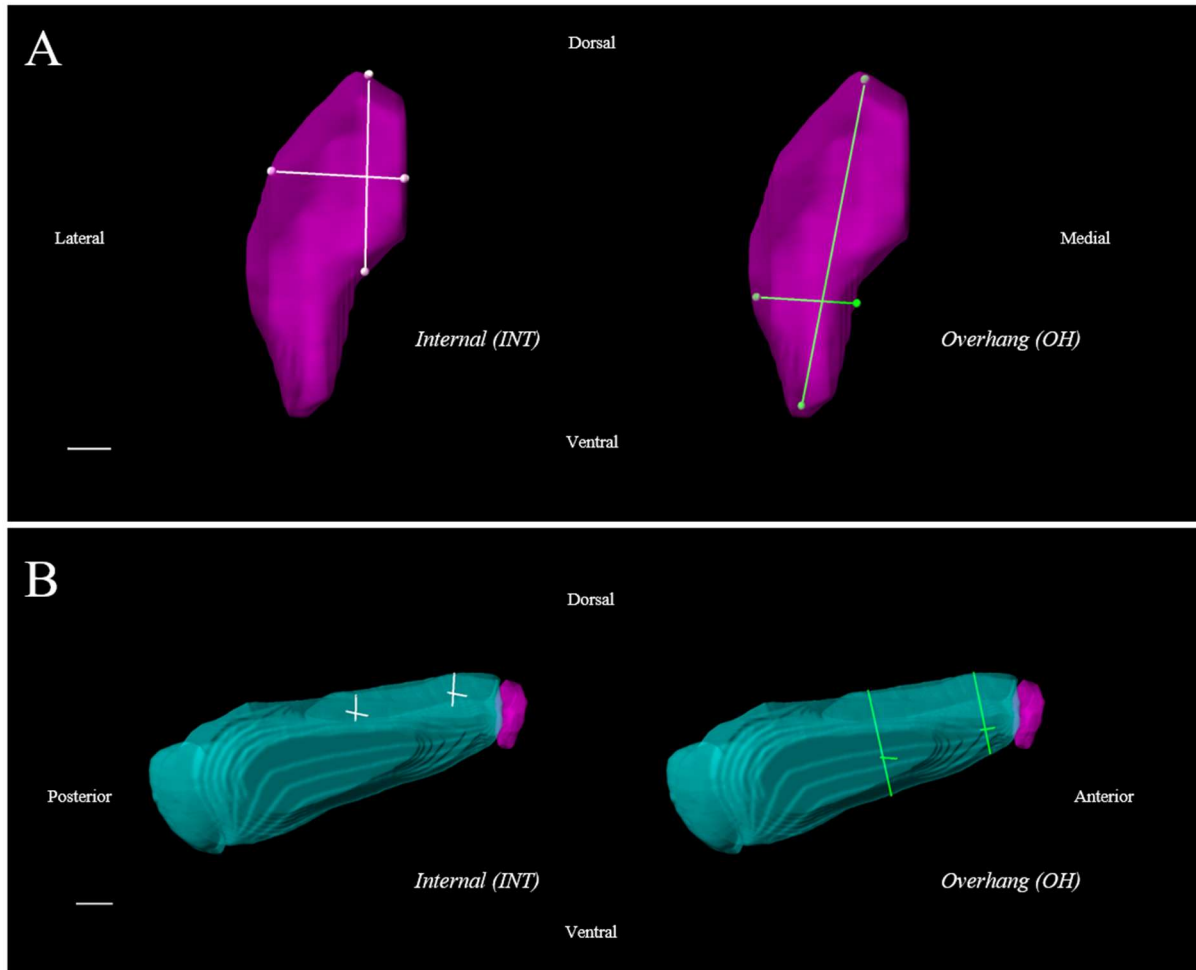 A
Dorsal
Lateral
Medial
Internal (INT)
Overhang (OH)
Ventral
B
Dorsal
Posterior
Anterior
Internal (INT)
Overhang (OH)
Ventral